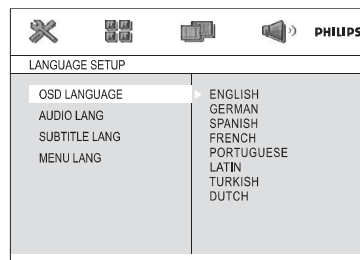 PHILIPS
LANGUAGE SETUP
OSD LANGUAGE
AUDIO LANG
SUBTITLE LANG
MENU LANG
ENGLISH
GERMAN
SPANISH
FRENCH
PORTUGUESE
LATIN
TURKISH
DUTCH